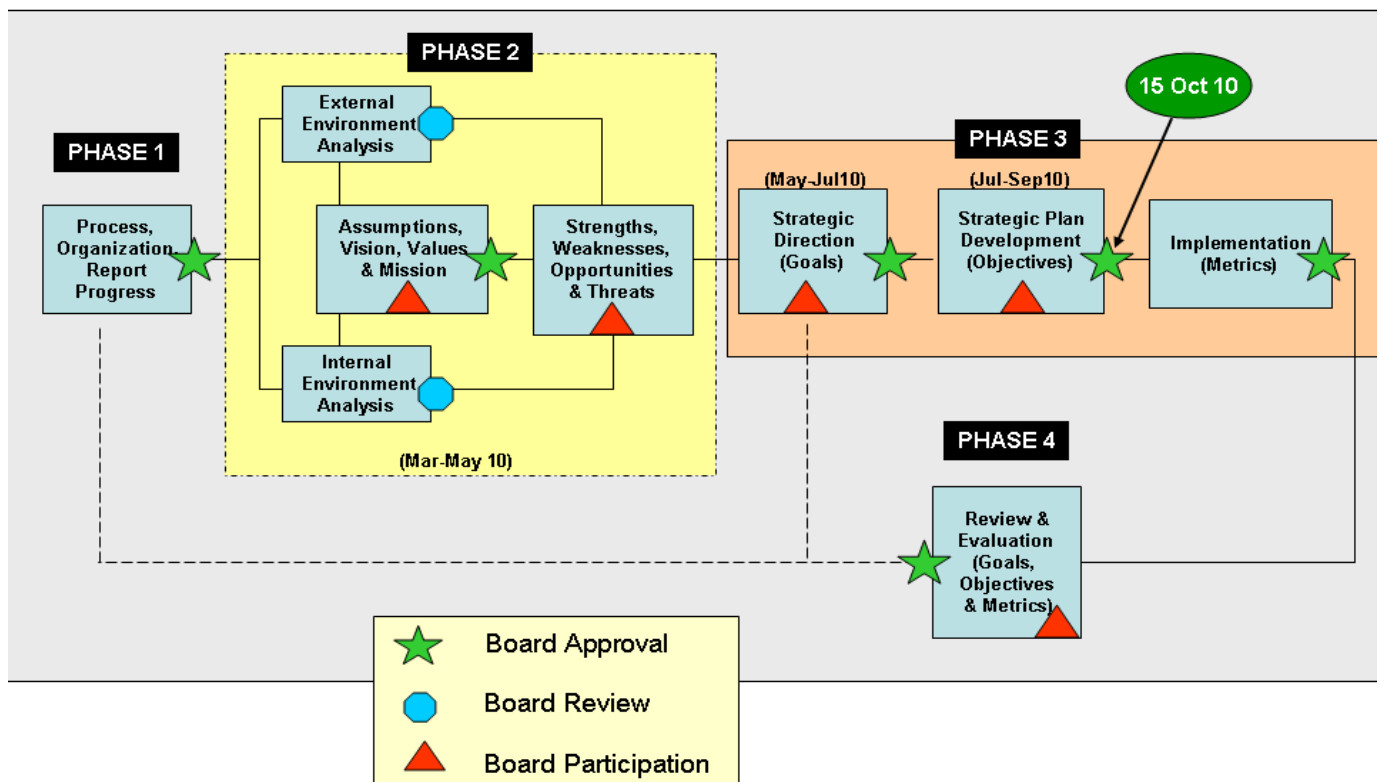 PHASE 1
Process,
Organization,
Report
Progress
PHASE 2
External
Environment
Analysis
Assumptions,
Vision, Values
& Mission
Internal
Environment
Analysis
Strengths,
Weaknesses,
Opportunities
& Threats
(Mar-May 10)
15 Oct 10
PHASE 3
(May-Jul10)
Strategic
Direction
(Goals)
(Jul-Sep10)
Strategic Plan
Development
(Objectives)
Implementation
(Metrics)
PHASE 4
Review &
Evaluation
(Goals,
Objectives
& Metrics)
Board Approval
Board Review
Board Participation